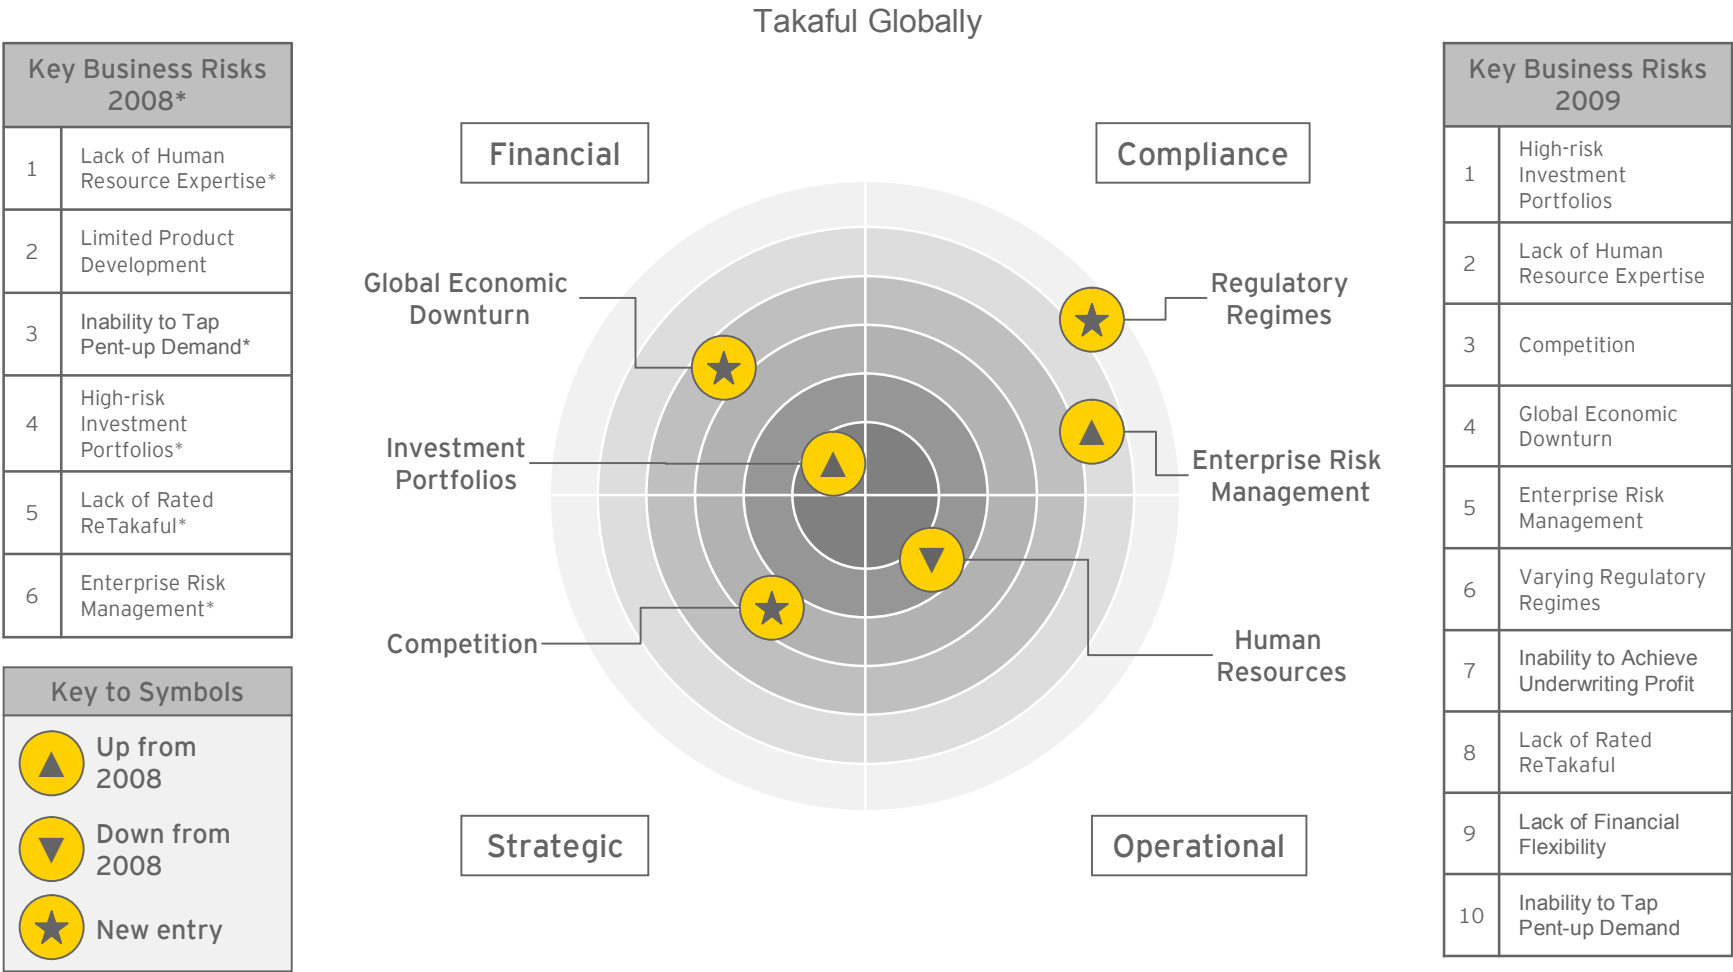 Takaful Globally
Key Business Risks
2008*
1
Lack of Human
Resource Expertise*
2
Limited Product
Development
3
Inability to Tap
Pent-up Demand*
4
High-risk
Investment
Portfolios*
5
Lack of Rated
ReTakaful*
6
Enterprise Risk
Management*
Key to Symbols
Up from
2008
Down from
2008
New entry
Financial
Compliance
Global Economic
Downturn
Regulatory
Regimes
Investment
Portfolios
Enterprise Risk
Management
Competition
Human
Resources
Strategic
Operational
Key Business Risks
2009
1
High-risk
Investment
Portfolios
2
Lack of Human
Resource Expertise
3
Competition
4
Global Economic
Downturn
5
Enterprise Risk
Management
6
Varying Regulatory
Regimes
7
Inability to Achieve
Underwriting Profit
8
Lack of Rated
ReTakaful
9
Lack of Financial
Flexibility
10
Inability to Tap
Pent-up Demand